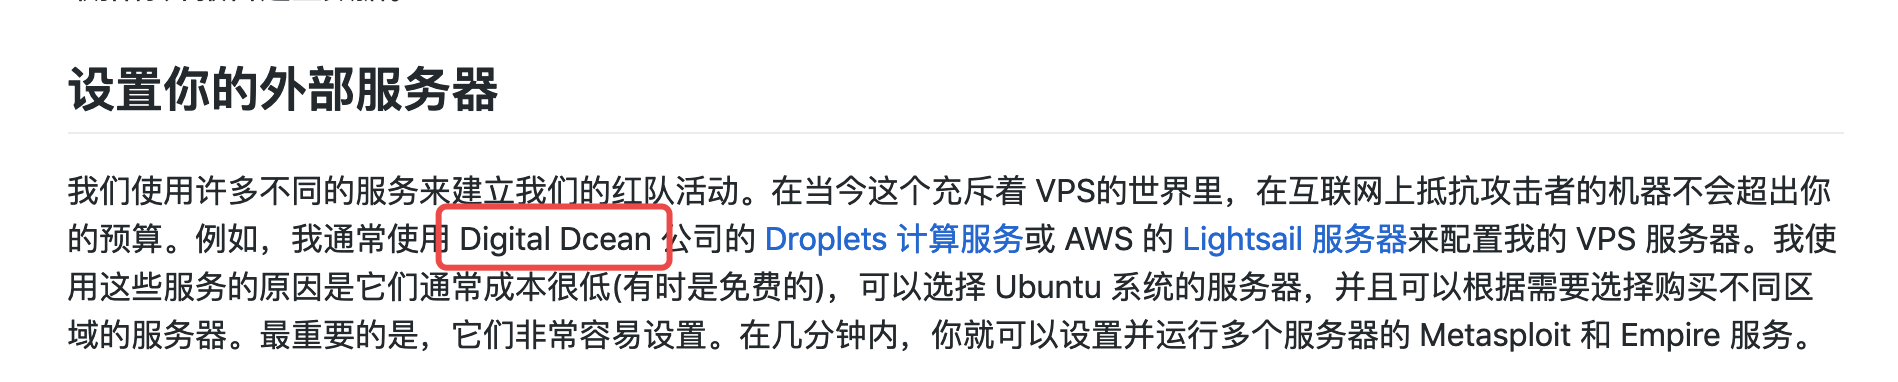 设置你的外部服务器
我们使用许多不同的服务来建立我们的红队活动。在当今这个充斥着 VPS的世界里，在互联网上抵抗攻击者的机器不会超出你
的预算。例如，我通常使用 Digital Dcean 公司的 Droplets 计算服务或 AWS 的 Lightsail 服务器来配置我的 VPS 服务器。我使
用这些服务的原因是它们通常成本很低(有时是免费的)，可以选择 Ubuntu 系统的服务器，并且可以根据需要选择购买不同区
域的服务器。最重要的是，它们非常容易设置。在几分钟内，你就可以设置并运行多个服务器的 Metasploit 和 Empire 服务。